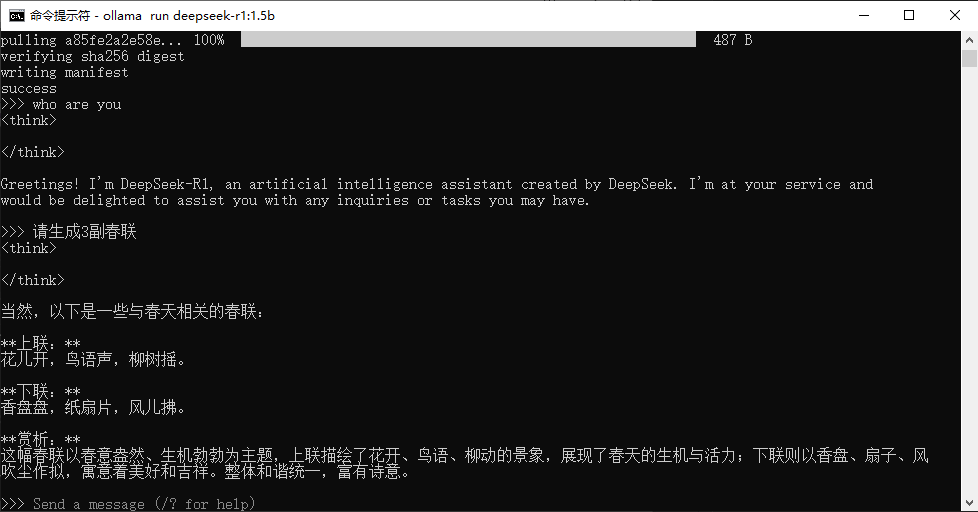 命令提示符 - ollama run deepseek-r1:1.5b
pulling a85fe2a2e58e... 100% 487 B
verifying sha256 digest
writing manifest
success
>>> who are you
<think>
</think>
Greetings! I'm DeepSeek-R1, an artificial intelligence assistant created by DeepSeek. I'm at your service and
would be delighted to assist you with any inquiries or tasks you may have.
>>> 请生成3副春联
<think>
</think>
当然，以下是一些与春天相关的春联：
**上联：**
花儿开，鸟语声，柳树摇。
**下联：**
香盘盘，纸扇片，风儿拂。
**赏析：**
这幅春联以春意盎然、生机勃勃为主题，上联描绘了花开、鸟语、柳动的景象，展现了春天的生机与活力；下联则以香盘、扇子、风
吹尘作拟，寓意着美好和吉祥。整体和谐统一，富有诗意。
>>> Send a message (/? for help)